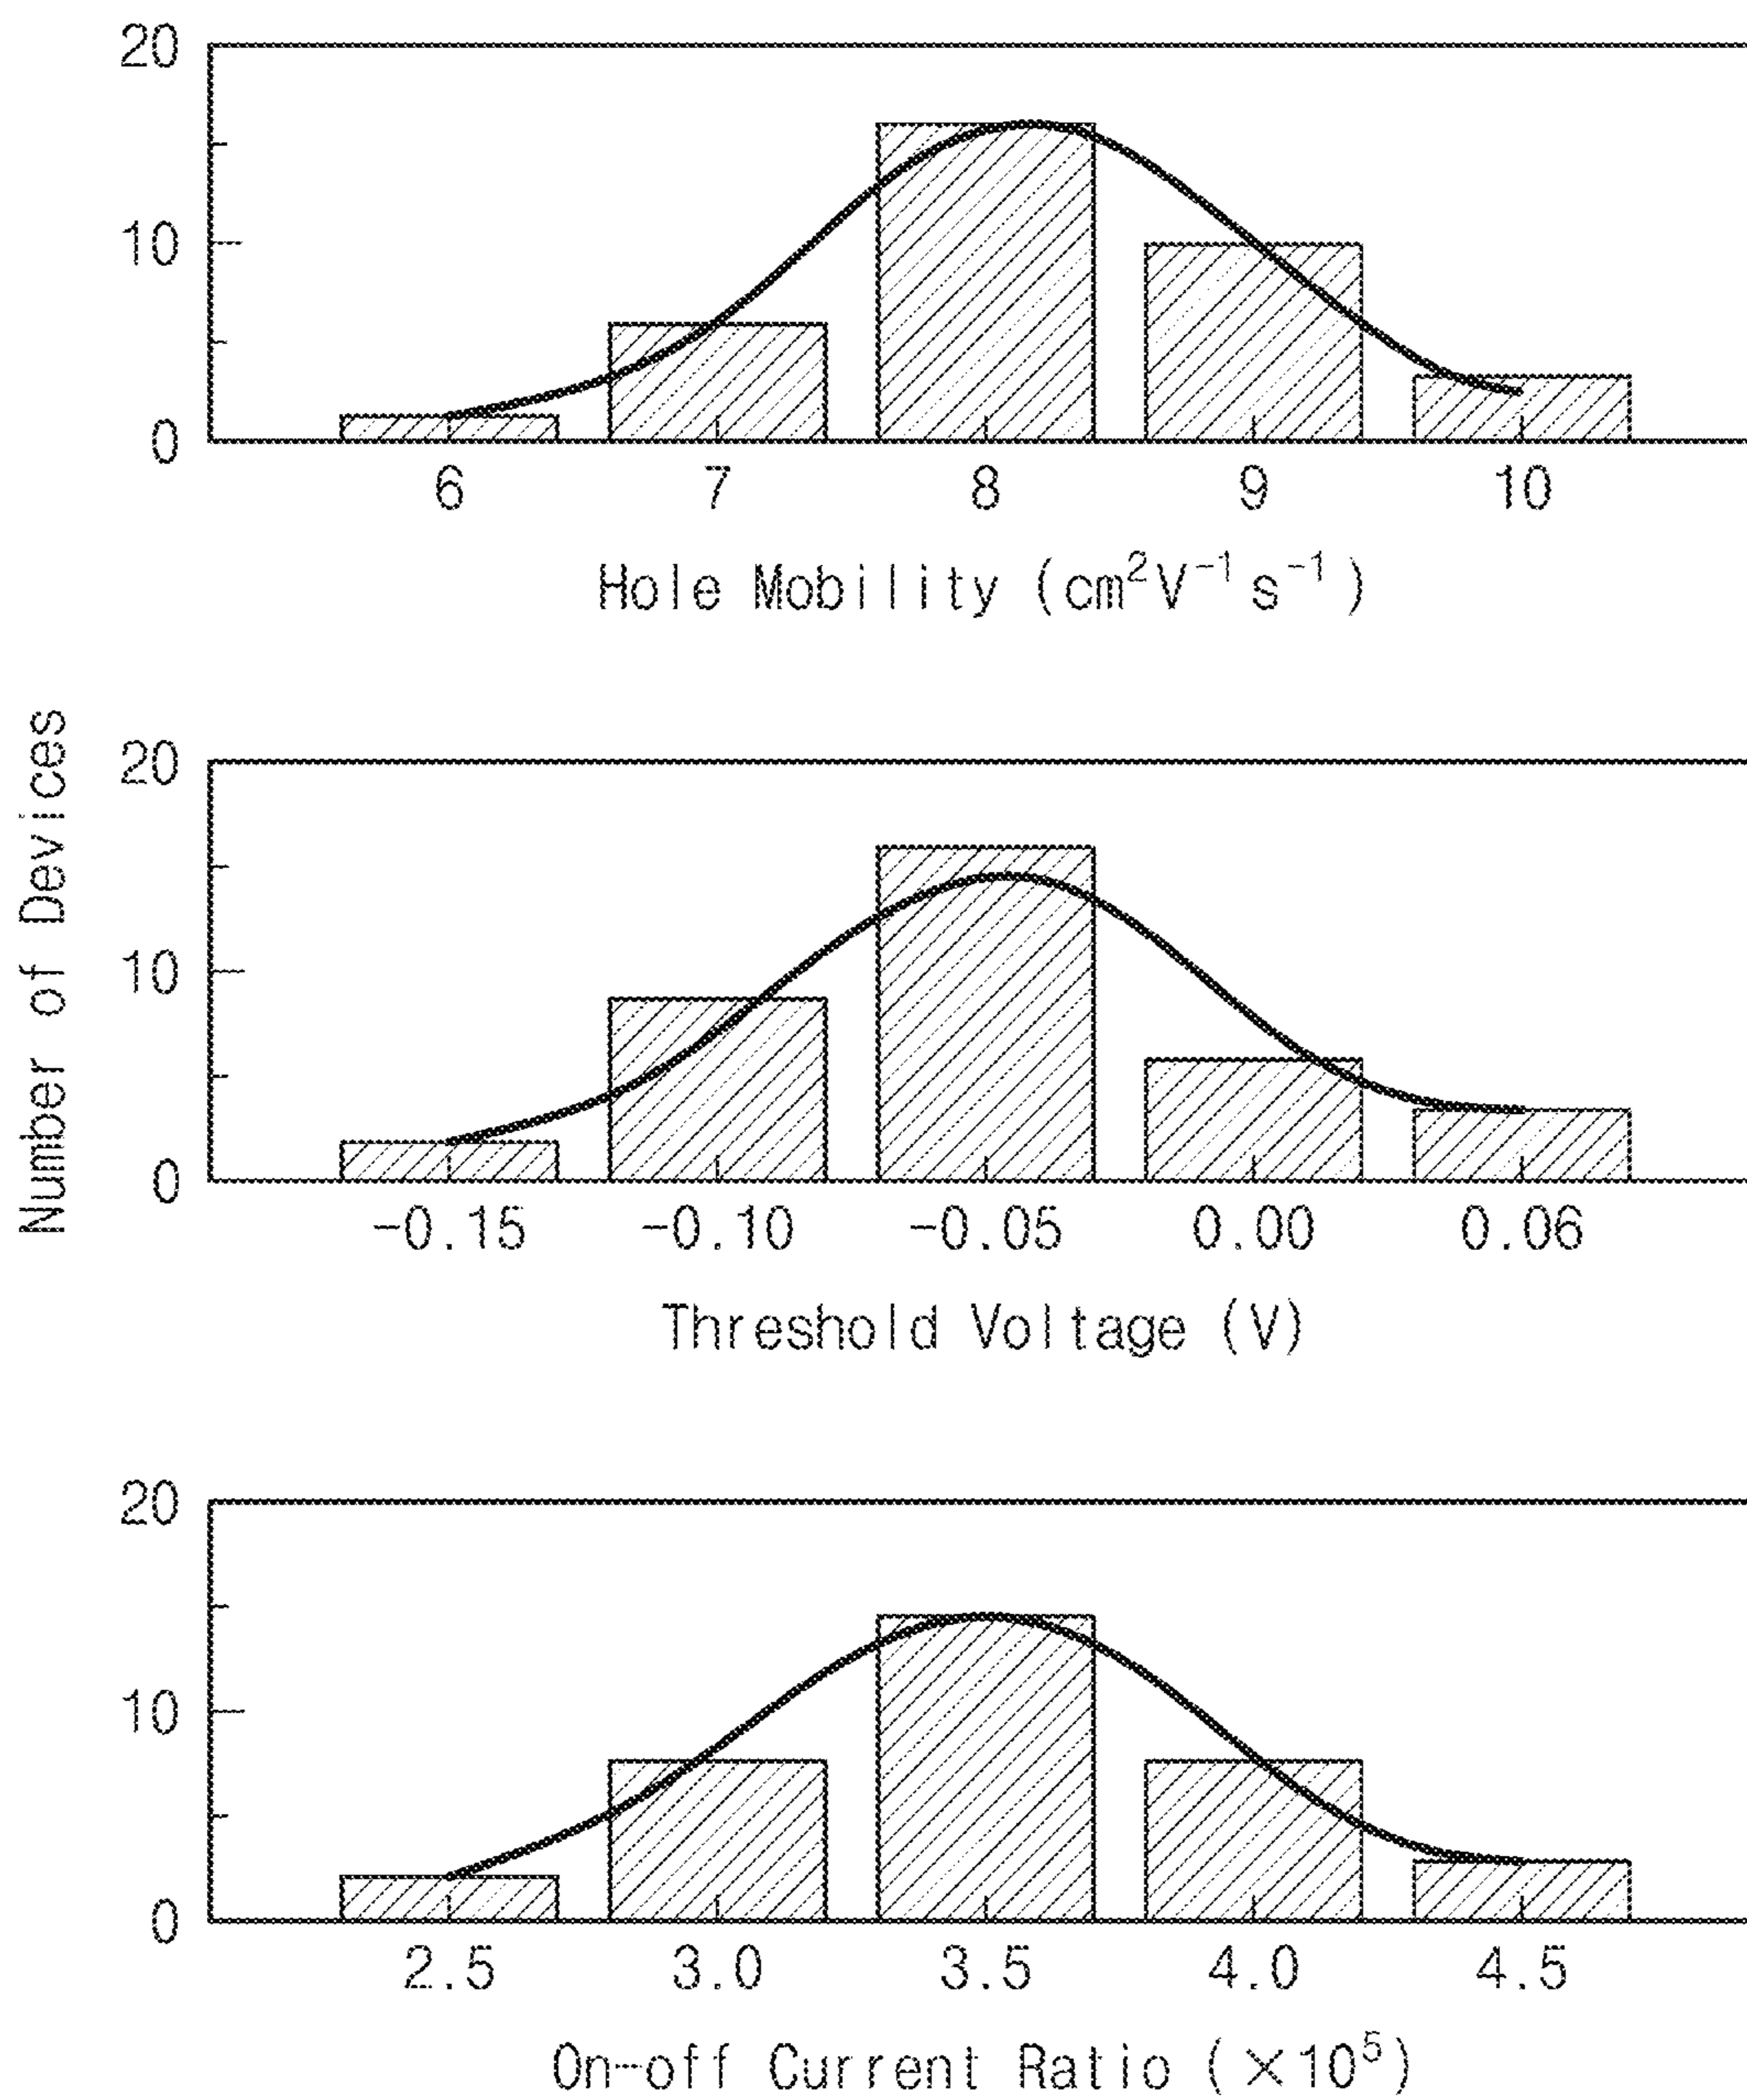 20
10
0
6 7 8 9 10
Hole Mobility (cm²V⁻¹s⁻¹)
Number of Devices
20
10
0
-0.15 -0.10 -0.05 0.00 0.06
Threshold Voltage (V)
20
10
0
2.5 3.0 3.5 4.0 4.5
On-off Current Ratio (×10⁵)